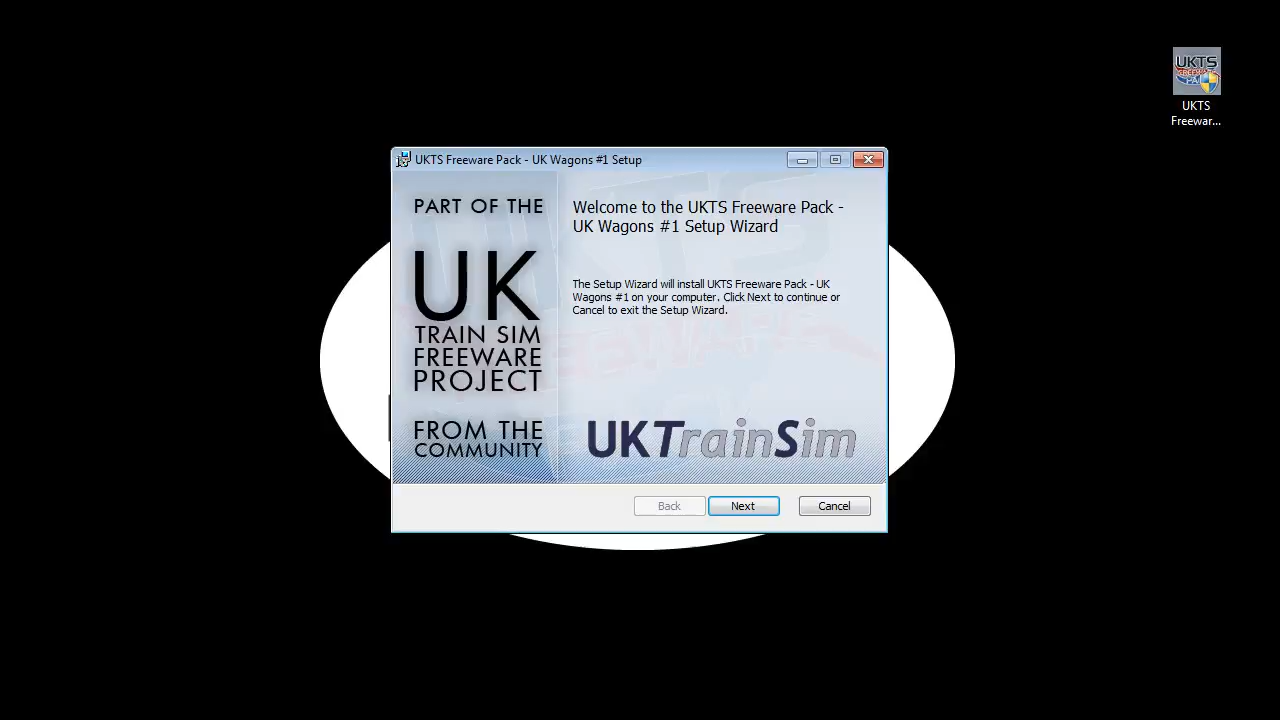 UKTS
Freewar...
UKTS Freeware Pack - UK Wagons #1 Setup
PART OF THE
UK
TRAIN SIM
FREEWARE
PROJECT
FROM THE
COMMUNITY
Welcome to the UKTS Freeware Pack -
UK Wagons #1 Setup Wizard
The Setup Wizard will install UKTS Freeware Pack - UK
Wagons #1 on your computer. Click Next to continue or
Cancel to exit the Setup Wizard.
UKTrainSim
Back
Next
Cancel